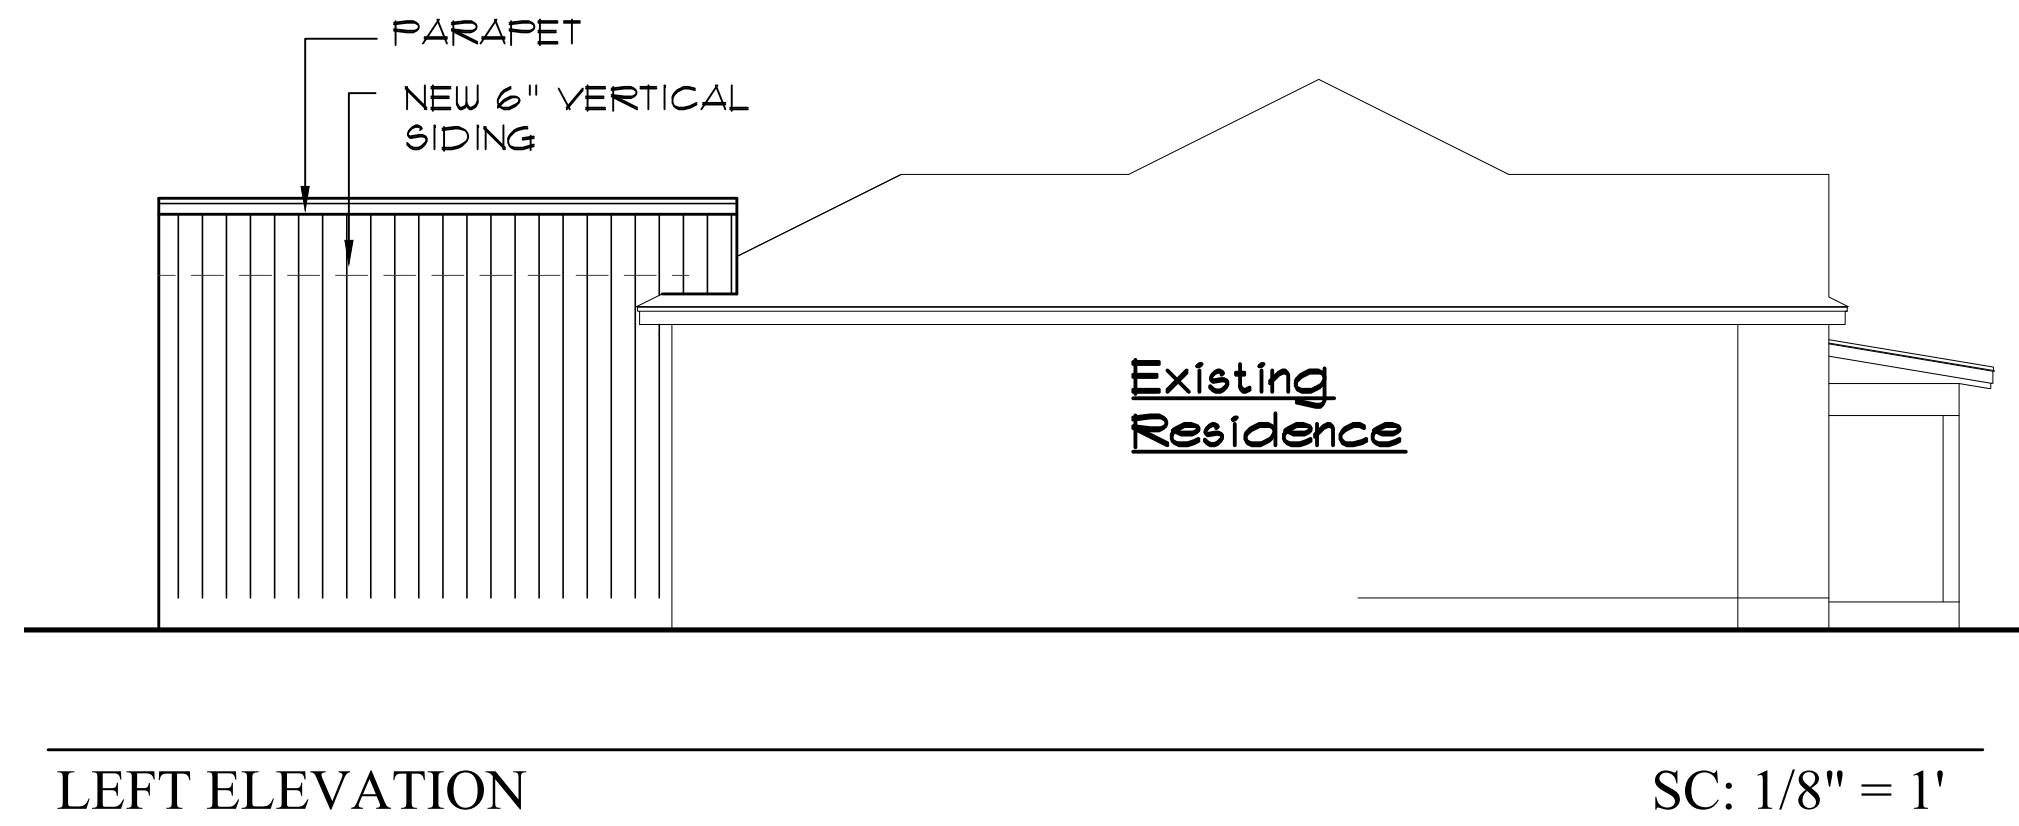 PARAPET
NEW 6" VERTICAL
SIDING
Existing
Residence
LEFT ELEVATION
SC: 1/8" = 1'